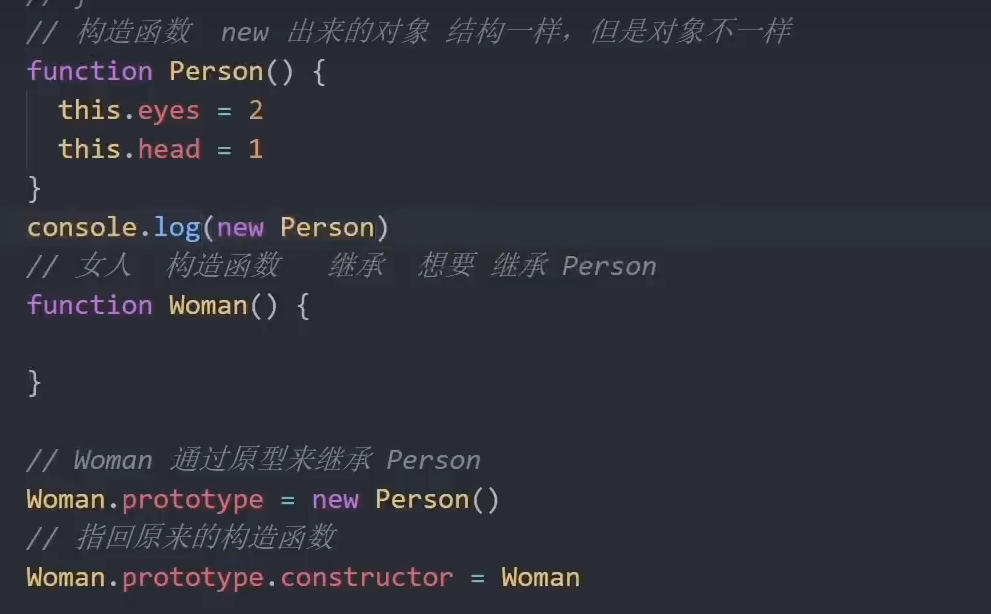 // }
// 构造函数  new 出来的对象 结构一样，但是对象不一样
function Person() {
  this.eyes = 2
  this.head = 1
}
console.log(new Person)
// 女人  构造函数   继承  想要 继承 Person
function Woman() {
}
// Woman 通过原型来继承 Person
Woman.prototype = new Person()
// 指回原来的构造函数
Woman.prototype.constructor = Woman